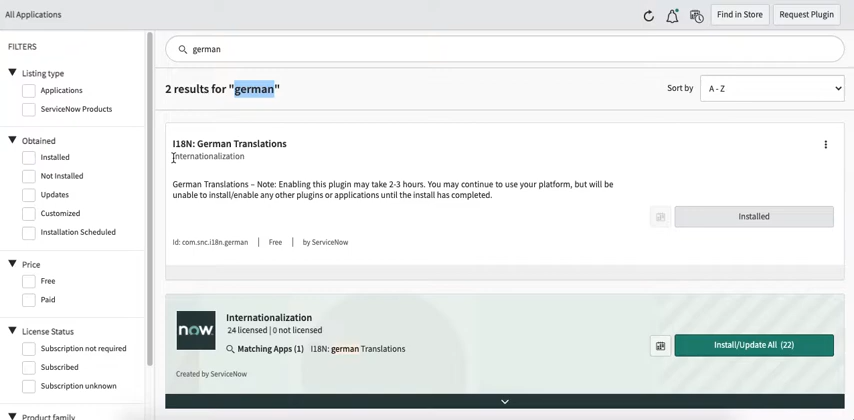 All Applications
Find in Store
Request Plugin
FILTERS
Listing type
Applications
ServiceNow Products
Obtained
Installed
Not Installed
Updates
Customized
Installation Scheduled
Price
Free
Paid
License Status
Subscription not required
Subscribed
Subscription unknown
Product family
german
2 results for "german"
Sort by
A - Z
I18N: German Translations
Internationalization
German Translations – Note: Enabling this plugin may take 2-3 hours. You may continue to use your platform, but will be
unable to install/enable any other plugins or applications until the install has completed.
Installed
Id: com.snc.i18n.german | Free | by ServiceNow
now
Internationalization
24 licensed | 0 not licensed
Matching Apps (1) I18N: german Translations
Install/Update All (22)
Created by ServiceNow